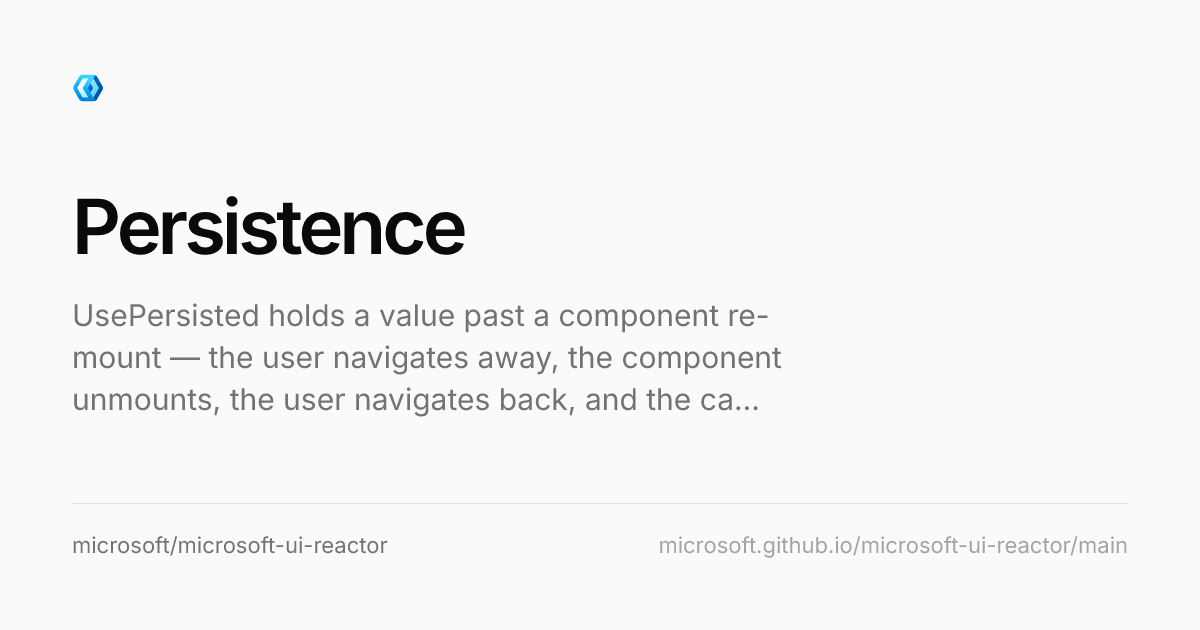 Persistence
UsePersisted holds a value past a component re-
mount — the user navigates away, the component
unmounts, the user navigates back, and the ca...
microsoft/microsoft-ui-reactor
microsoft.github.io/microsoft-ui-reactor/main